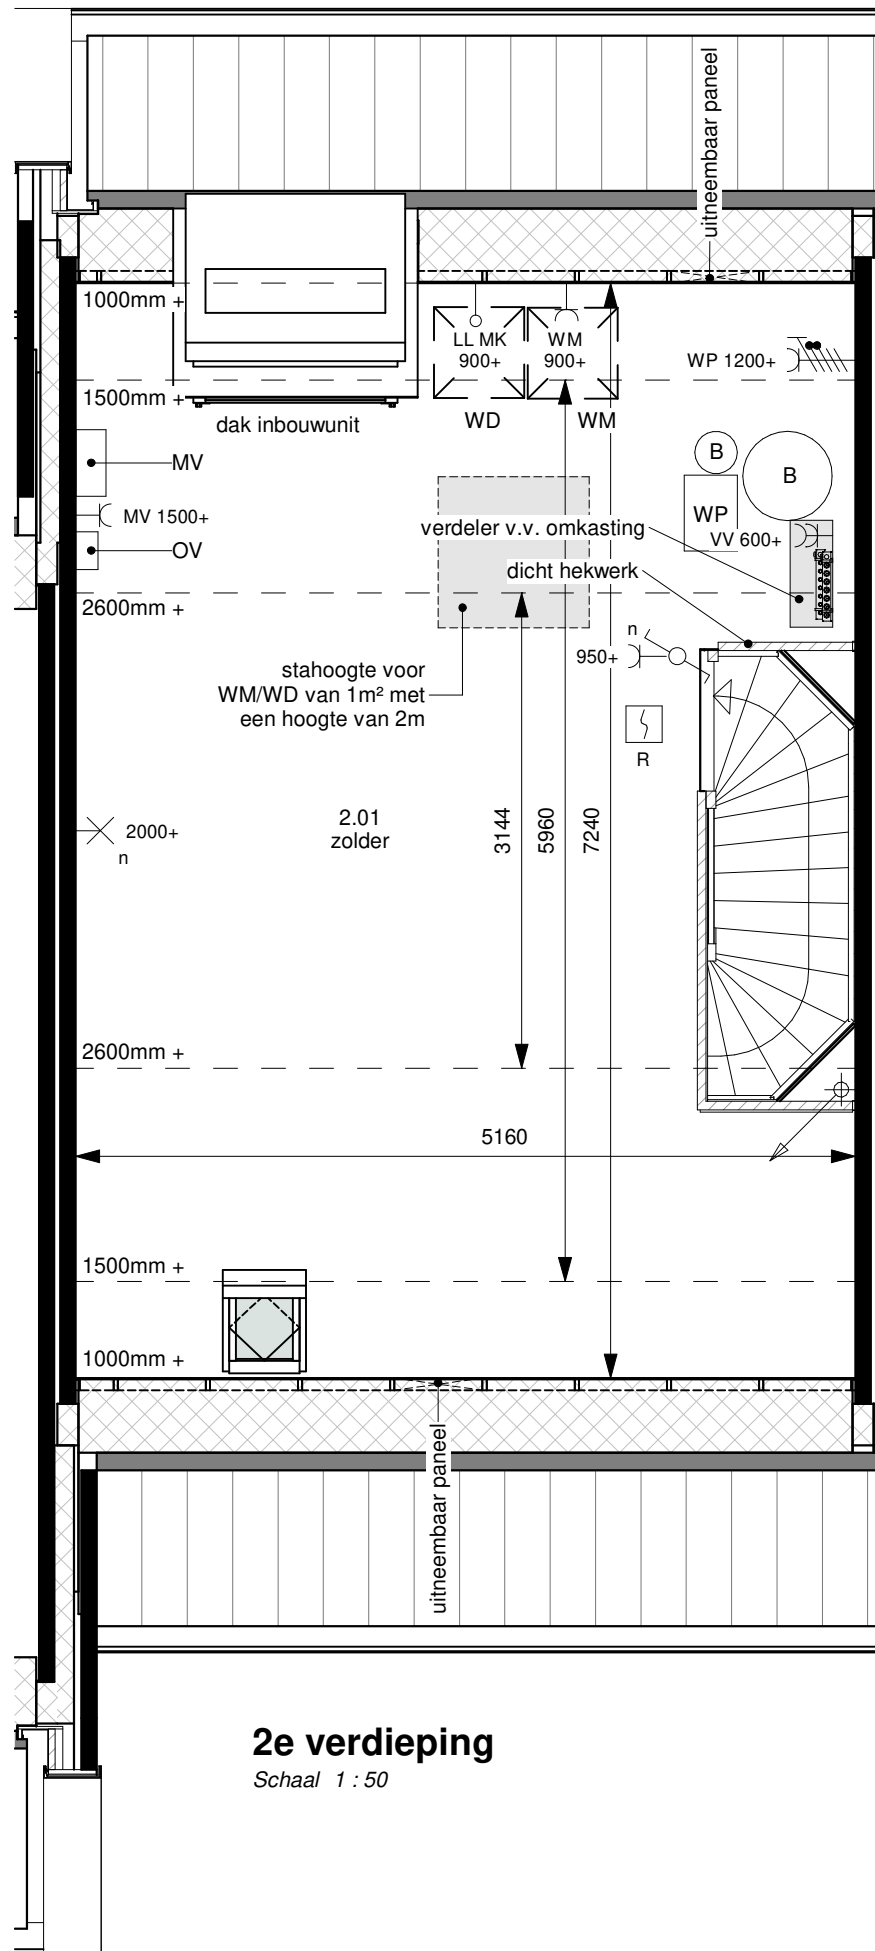 uitneembaar paneel
1000mm +
LL MK
900+
WM
900+
WP 1200+
1500mm +
dak inbouwunit
WD
WM
MV
B
B
MV 1500+
WP
verdeler v.v. omkasting
VV 600+
OV
dicht hekwerk
2600mm +
n
950+
stahoogte voor
WM/WD van 1m² met
een hoogte van 2m
R
2.01
zolder
2000+
n
3144
5960
7240
2600mm +
5160
1500mm +
1000mm +
uitneembaar paneel
2e verdieping
Schaal 1 : 50